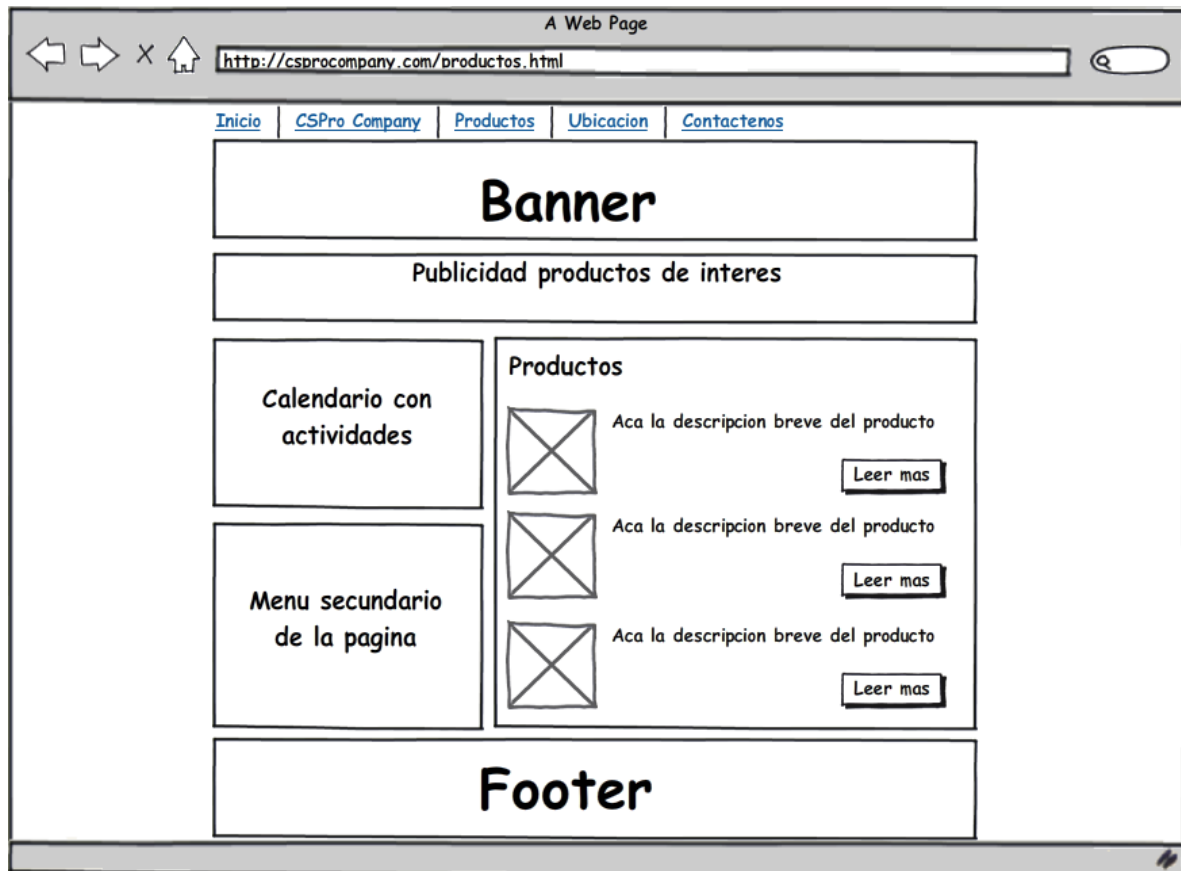 A Web Page
http://csprocompany.com/productos.html
Inicio CSPro Company Productos Ubicacion Contactenos
Banner
Publicidad productos de interes
Calendario con
actividades
Menu secundario
de la pagina
Productos
Aca la descripcion breve del producto
Leer mas
Aca la descripcion breve del producto
Leer mas
Aca la descripcion breve del producto
Leer mas
Footer